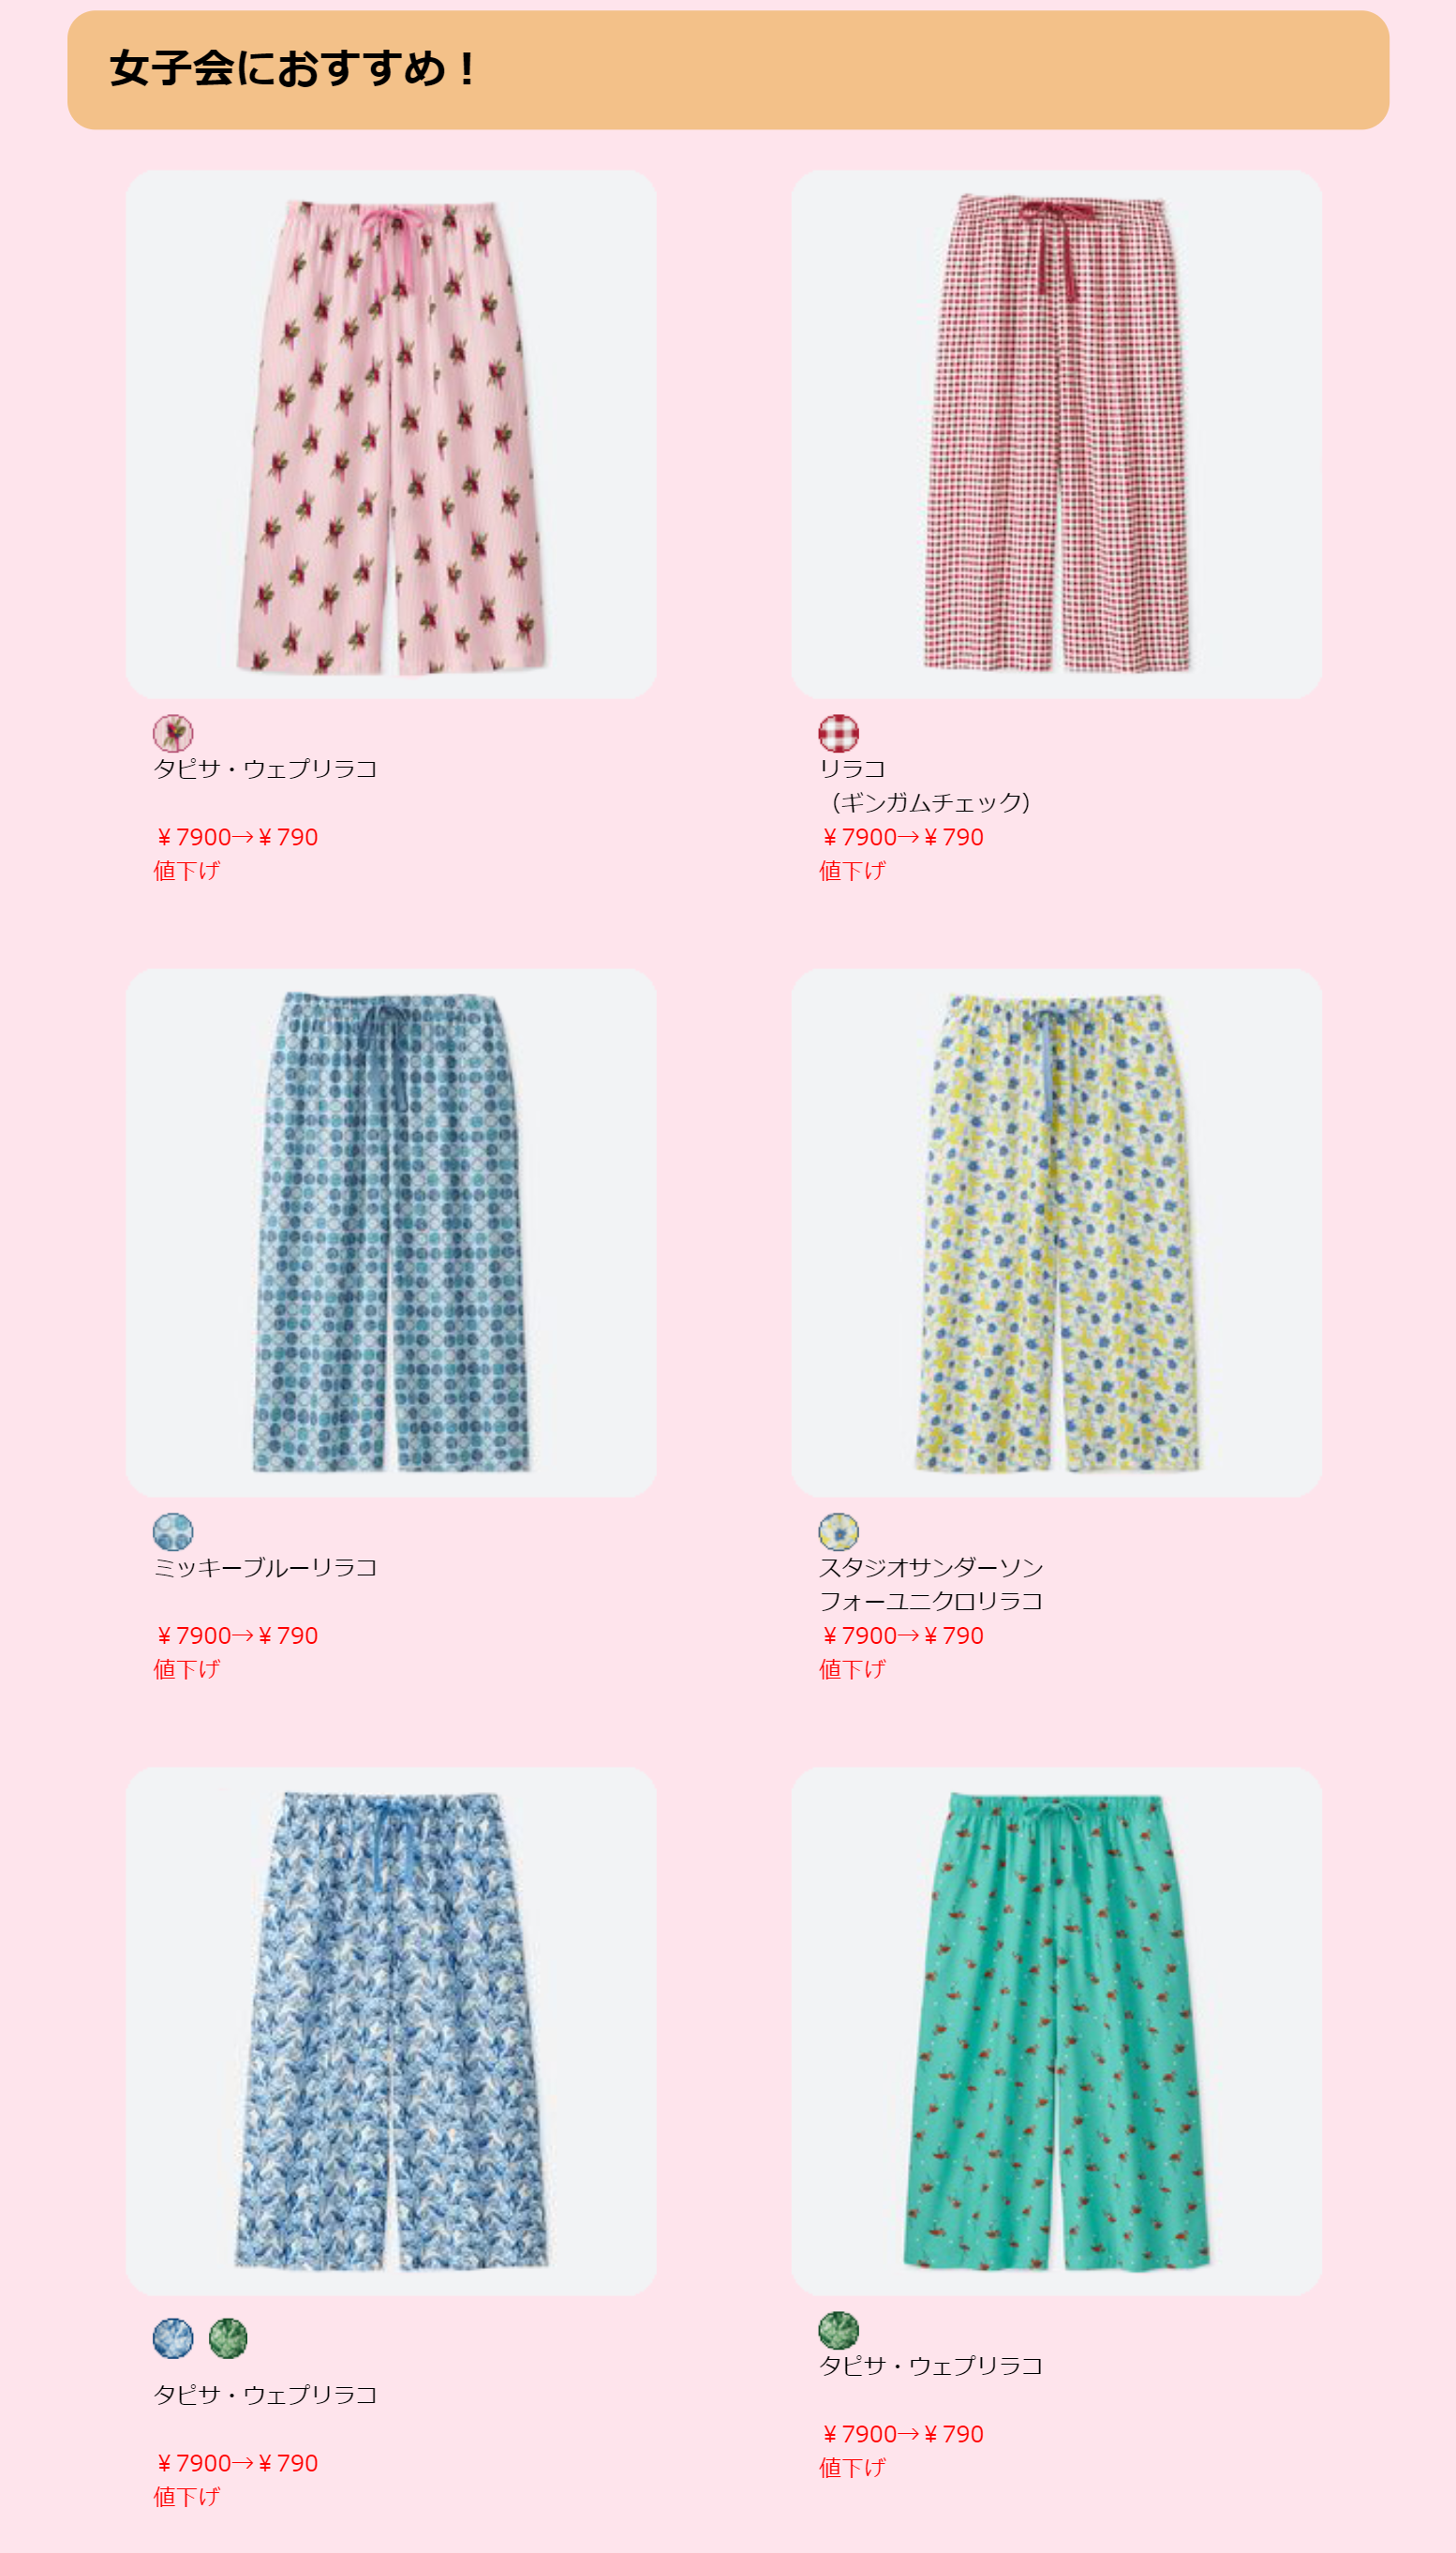 女子会におすすめ！
タピサ・ウェプリラコ
￥7900→￥790
値下げ
リラコ
（ギンガムチェック）
￥7900→￥790
値下げ
ミッキーブルーリラコ
￥7900→￥790
値下げ
スタジオサンダーソン
フォーユニクロリラコ
￥7900→￥790
値下げ
タピサ・ウェプリラコ
￥7900→￥790
値下げ
タピサ・ウェプリラコ
￥7900→￥790
値下げ